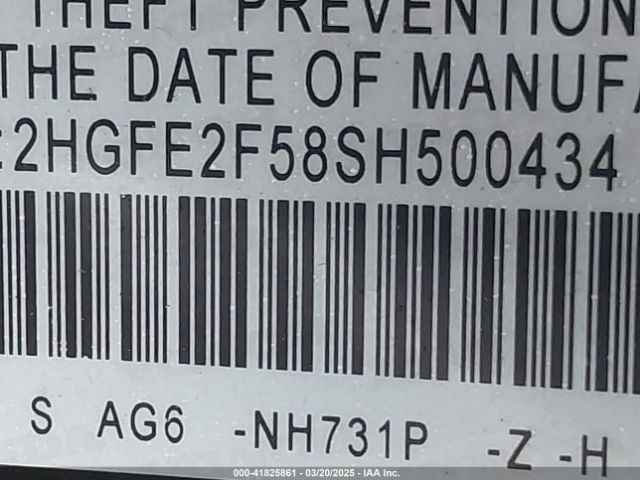 THEFT PREVENTION
THE DATE OF MANUFA
:2HGFE2F58SH500434
S AG6 -NH731P -Z -H
000-41825861 - 03/20/2025 - IAA Inc.